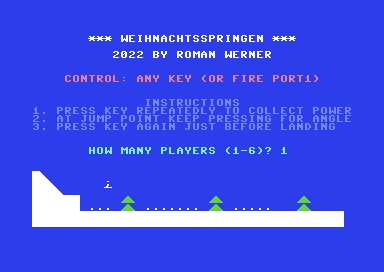 *** WEIHNACHTSSPRINGEN ***
2022 BY ROMAN WERNER
CONTROL: ANY KEY (OR FIRE PORT1)
INSTRUCTIONS
1. PRESS KEY REPEATEDLY TO COLLECT POWER
2. AT JUMP POINT KEEP PRESSING FOR ANGLE
3. PRESS KEY AGAIN JUST BEFORE LANDING
HOW MANY PLAYERS (1-6)? 1